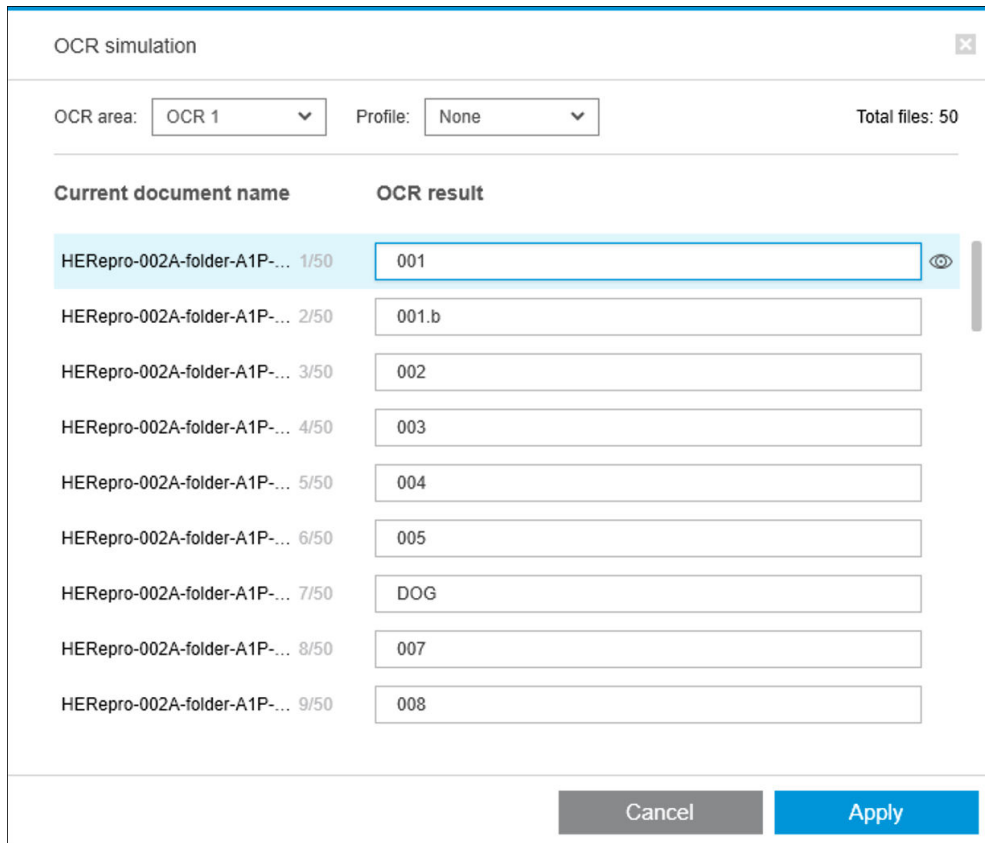 OCR simulation
OCR area: OCR 1 Profile: None Total files: 50
Current document name OCR result
HERepro-002A-folder-A1P-... 1/50 001
HERepro-002A-folder-A1P-... 2/50 001.b
HERepro-002A-folder-A1P-... 3/50 002
HERepro-002A-folder-A1P-... 4/50 003
HERepro-002A-folder-A1P-... 5/50 004
HERepro-002A-folder-A1P-... 6/50 005
HERepro-002A-folder-A1P-... 7/50 DOG
HERepro-002A-folder-A1P-... 8/50 007
HERepro-002A-folder-A1P-... 9/50 008
Cancel Apply